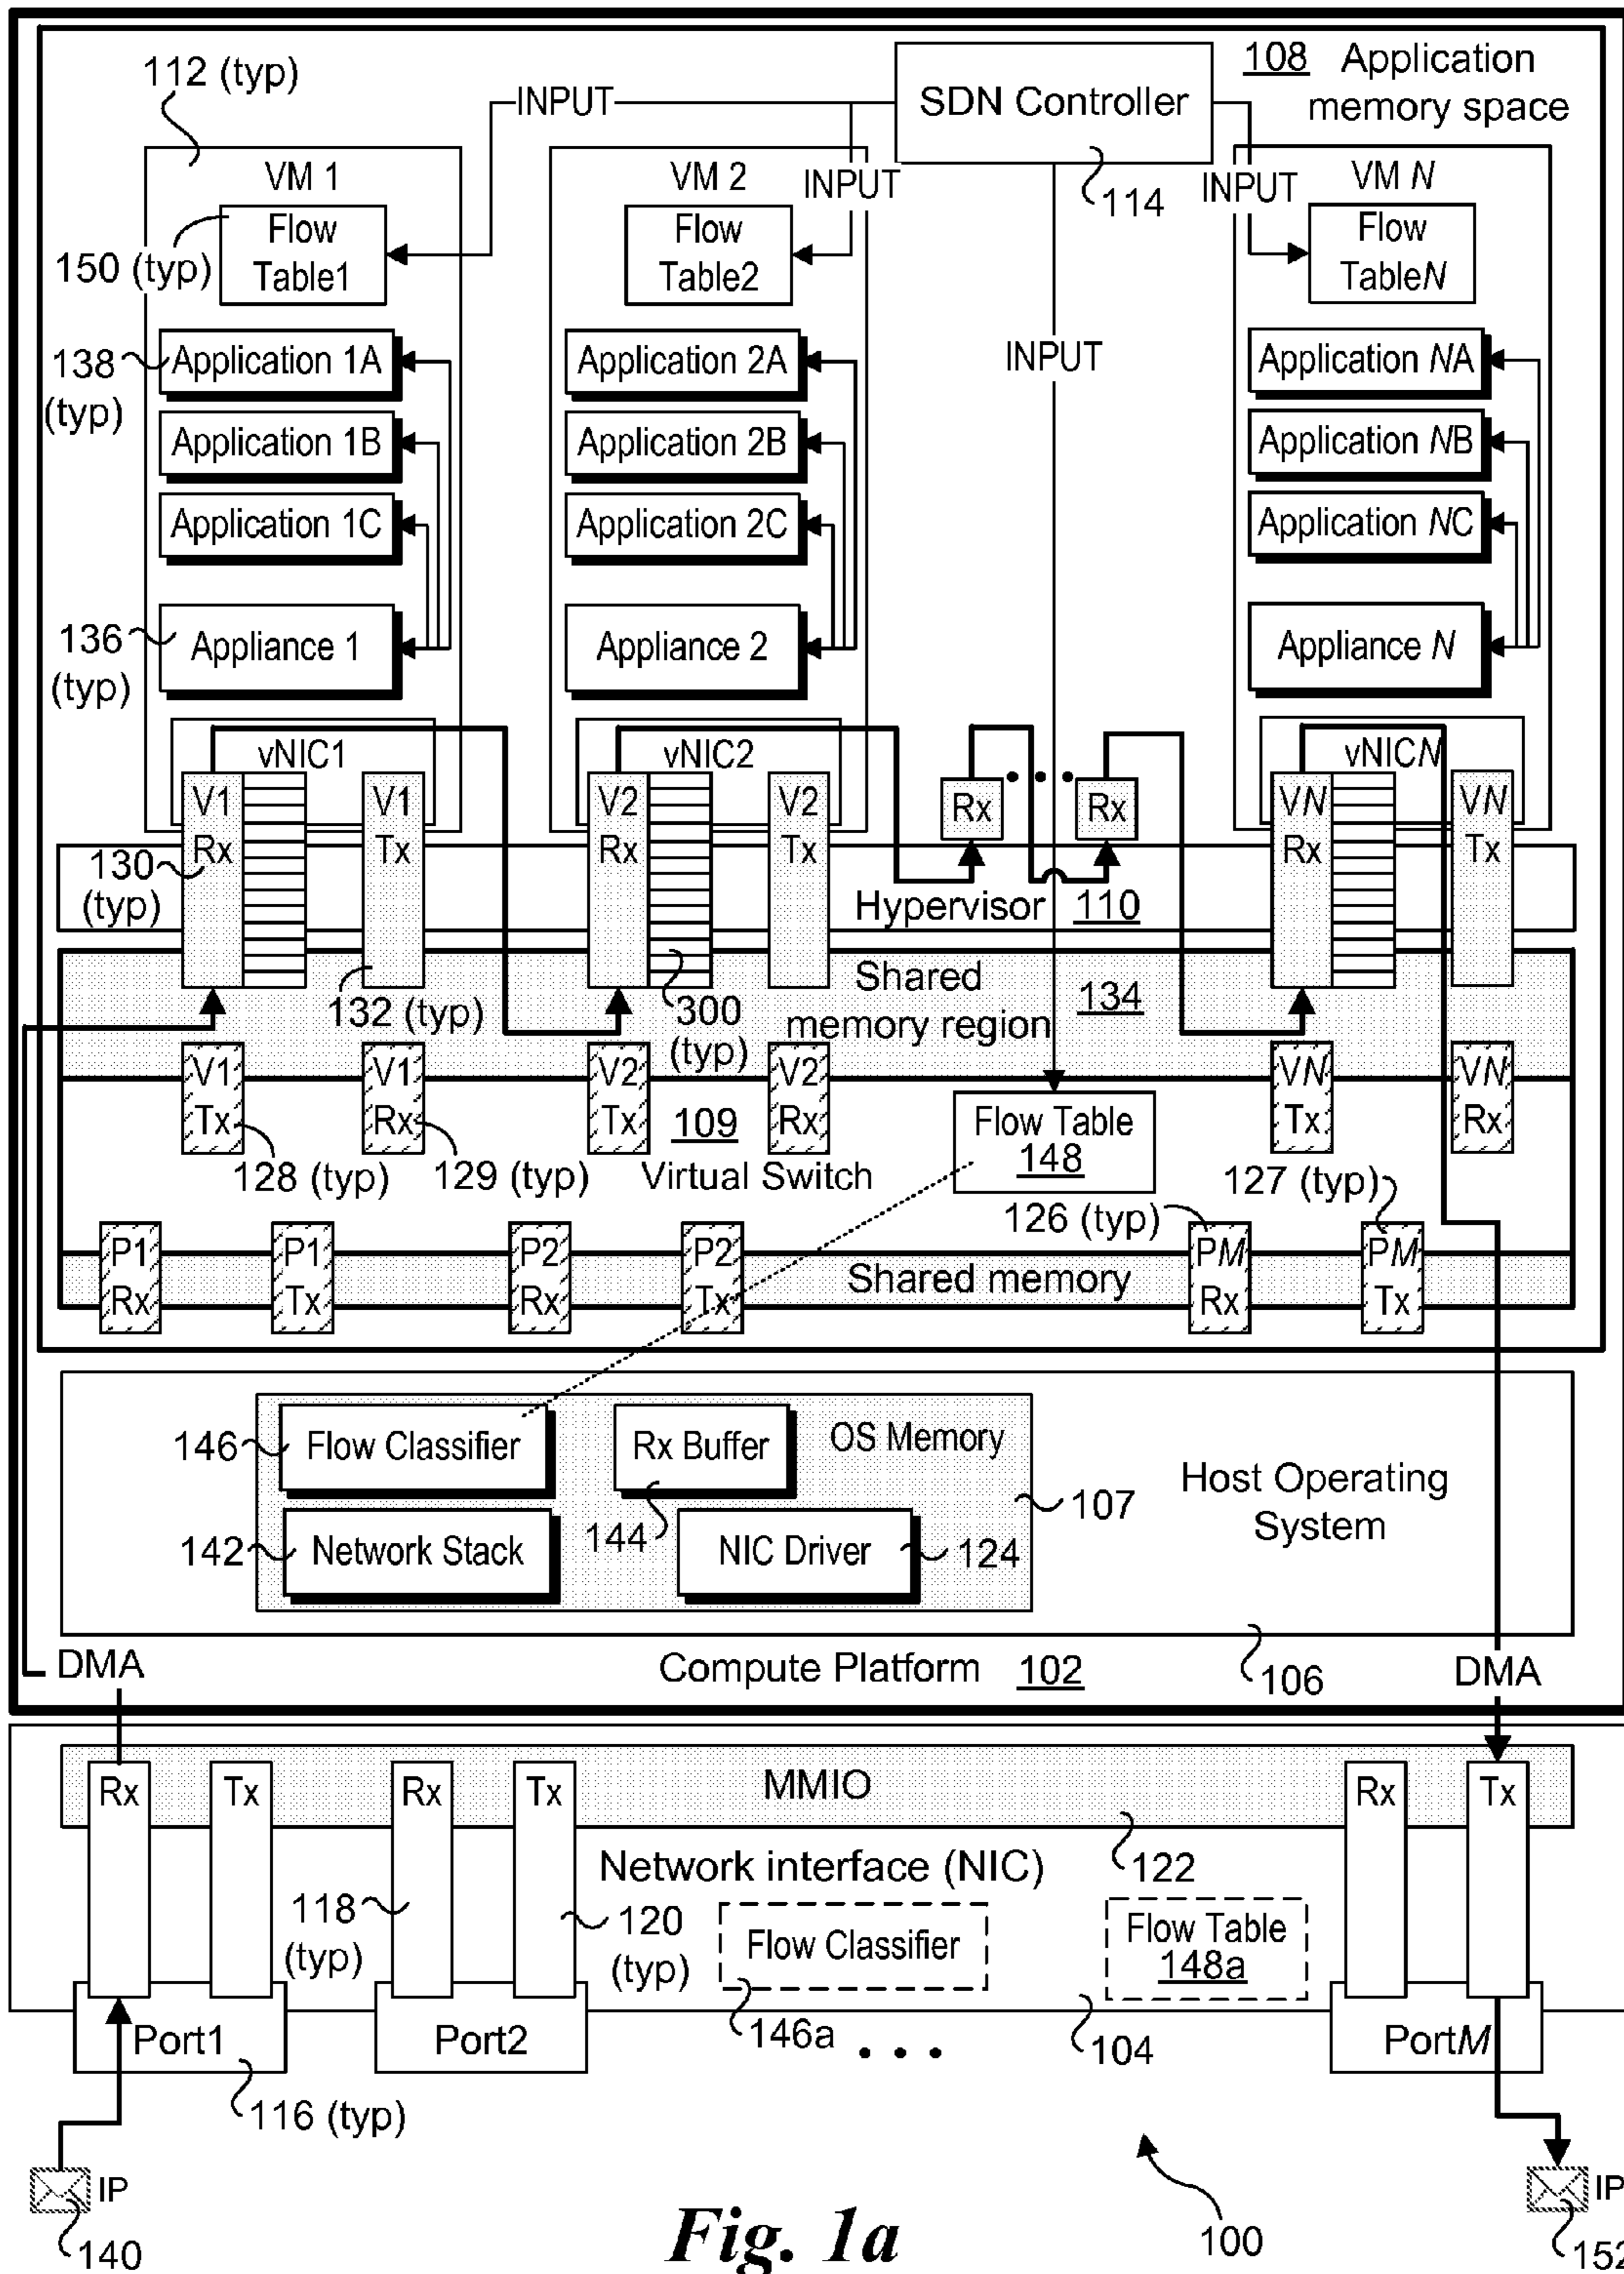 112 (typ)
INPUT
SDN Controller
108 Application
memory space
VM 1
VM 2
INPUT
114
INPUT
VM N
150 (typ)
Flow
Table1
Flow
Table2
Flow
TableN
INPUT
138
(typ)
Application 1A
Application 2A
Application NA
Application 1B
Application 2B
Application NB
Application 1C
Application 2C
Application NC
136
(typ)
Appliance 1
Appliance 2
Appliance N
vNIC1
vNIC2
vNICN
V1
Rx
V1
Tx
V2
Rx
V2
Tx
Rx
• • •
Rx
VN
Rx
VN
Tx
130
(typ)
Hypervisor 110
132 (typ)
300
(typ)
Shared
memory region
134
V1
Tx
V1
Rx
V2
Tx
V2
Rx
VN
Tx
VN
Rx
128 (typ)
129 (typ)
109
Virtual Switch
Flow Table
148
126 (typ)
127 (typ)
P1
Rx
P1
Tx
P2
Rx
P2
Tx
Shared memory
PM
Rx
PM
Tx
146
Flow Classifier
Rx Buffer
OS Memory
107
Host Operating
System
142
Network Stack
144
NIC Driver
124
DMA
Compute Platform 102
106
DMA
Rx
Tx
Rx
Tx
MMIO
Rx
Tx
Network interface (NIC)
122
118
(typ)
120
(typ)
Flow Classifier
Flow Table
148a
146a
104
Port1
Port2
• • •
PortM
116 (typ)
IP
140
Fig. 1a
100
IP
152